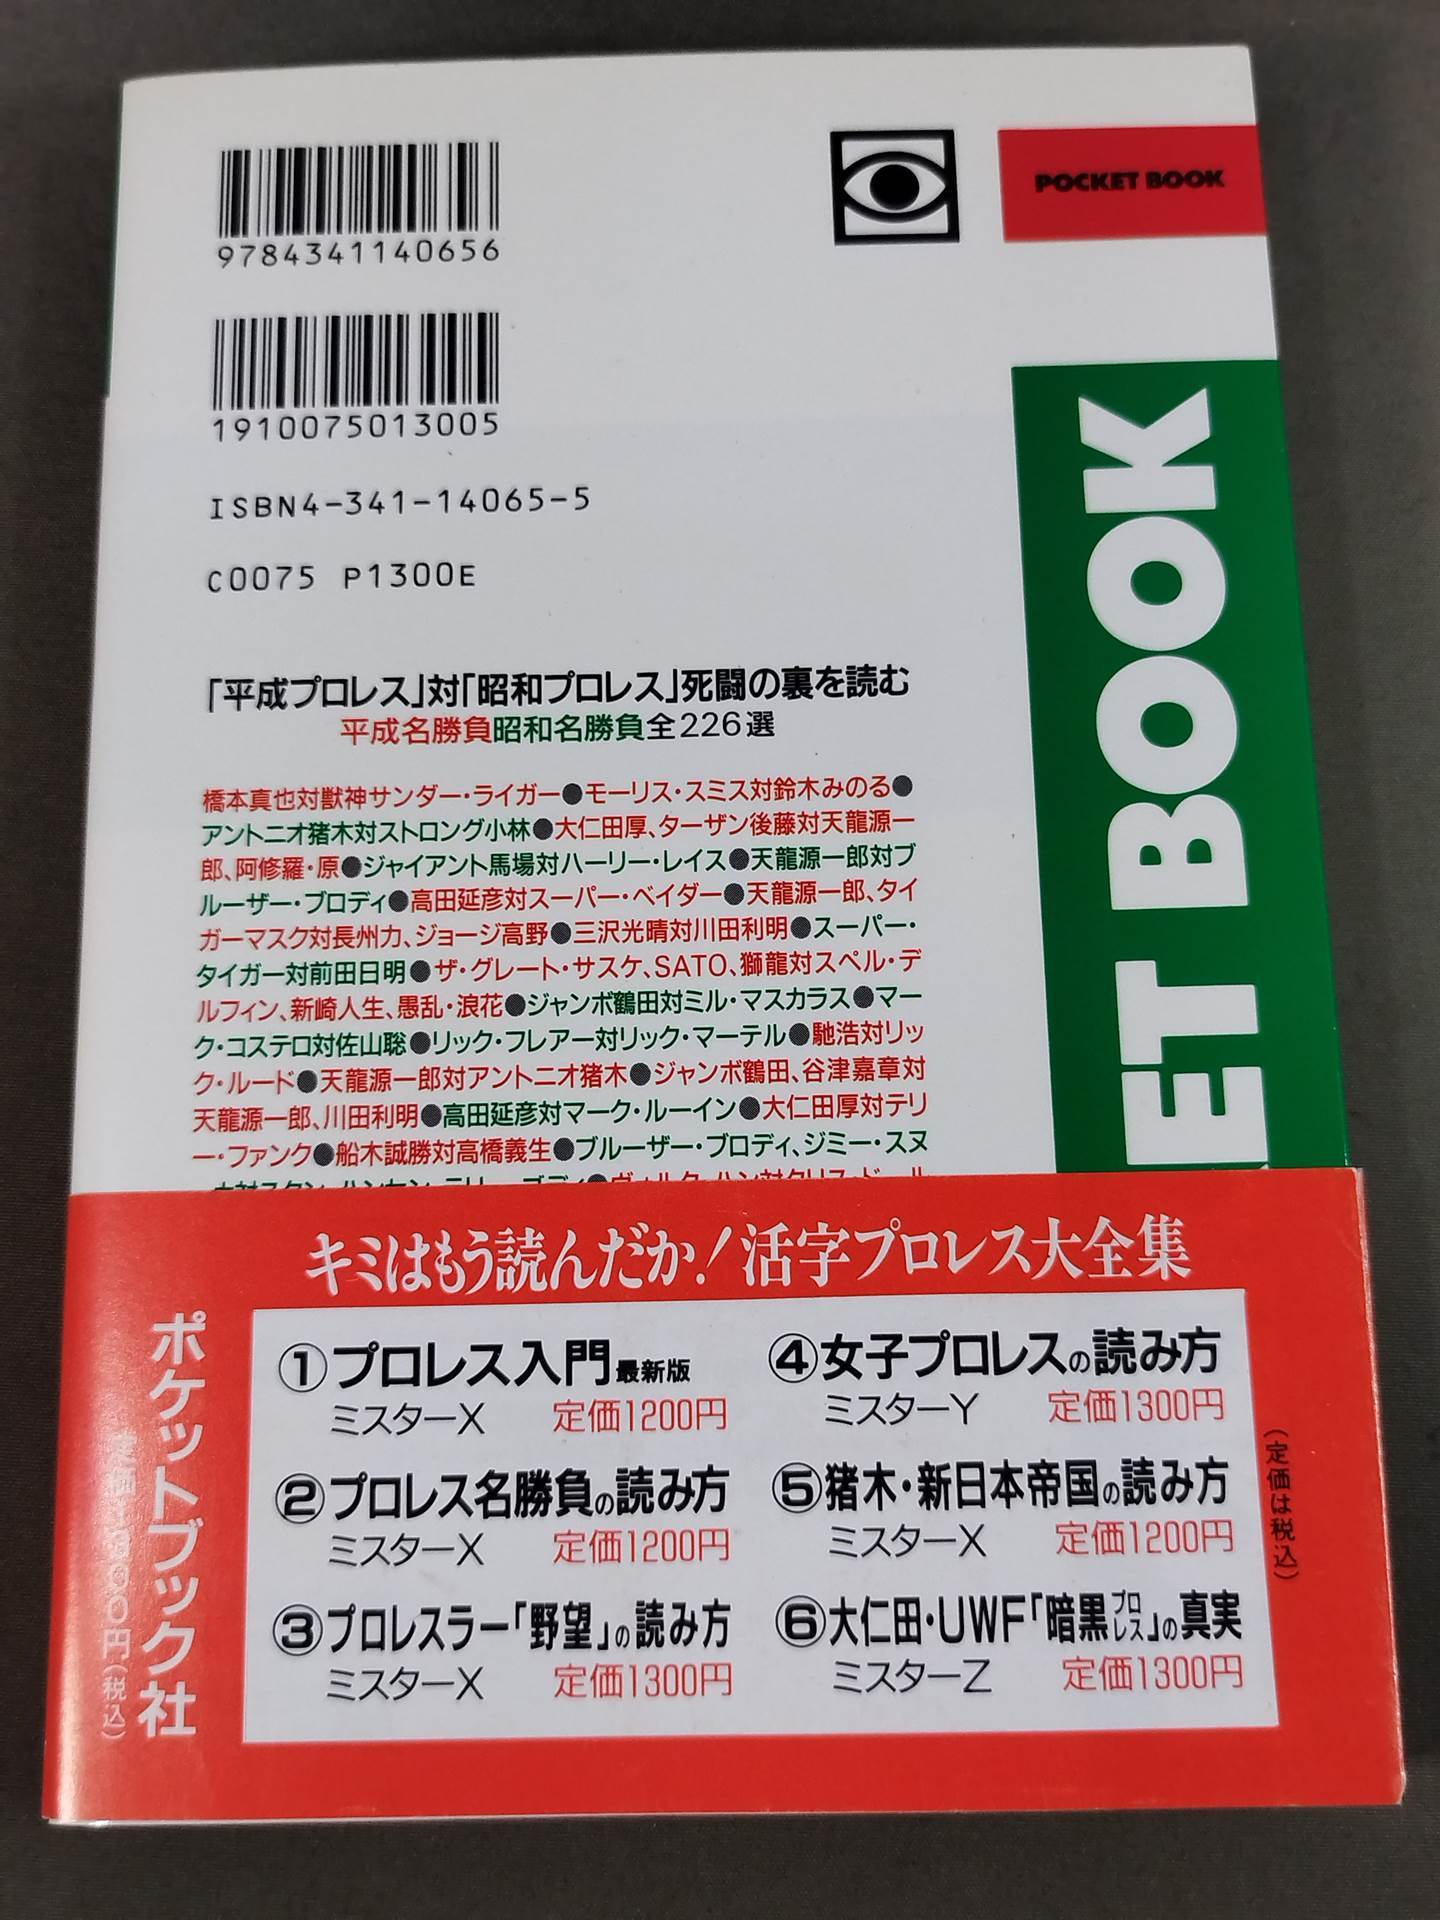 9784341140656
1910075013005
ISBN4-341-14065-5
C0075 P1300E
POCKET BOOK
ET BOOK
「平成プロレス」対「昭和プロレス」死闘の裏を読む
平成名勝負昭和名勝負全226選
橋本真也対獣神サンダー・ライガー●モーリス・スミス対鈴木みのる●
アントニオ猪木対ストロング小林●大仁田厚、ターザン後藤対天龍源一
郎、阿修羅・原●ジャイアント馬場対ハーリー・レイス●天龍源一郎対ブ
ルーザー・ブロディ●高田延彦対スーパー・ベイダー●天龍源一郎、タイ
ガーマスク対長州力、ジョージ高野●三沢光晴対川田利明●スーパー・
タイガー対前田日明●ザ・グレート・サスケ、SATO、獅龍対スペル・デ
ルフィン、新崎人生、愚乱・浪花●ジャンボ鶴田対ミル・マスカラス●マー
ク・コステロ対佐山聡●リック・フレアー対リック・マーテル●馳浩対リッ
ク・ルード●天龍源一郎対アントニオ猪木●ジャンボ鶴田、谷津嘉章対
天龍源一郎、川田利明●高田延彦対マーク・ルーイン●大仁田厚対テリ
ー・ファンク●船木誠勝対高橋義生●ブルーザー・ブロディ、ジミー・スヌ
キミはもう読んだか!活字プロレス大全集
①プロレス入門最新版
ミスターX 定価1200円
②プロレス名勝負の読み方
ミスターX 定価1200円
③プロレスラー「野望」の読み方
ミスターX 定価1300円
④女子プロレスの読み方
ミスターY 定価1300円
⑤猪木・新日本帝国の読み方
ミスターX 定価1200円
⑥大仁田・UWF「暗黒プロレス」の真実
ミスターZ 定価1300円
(定価は税込)
ポケットブック社
定価1300円(税込)